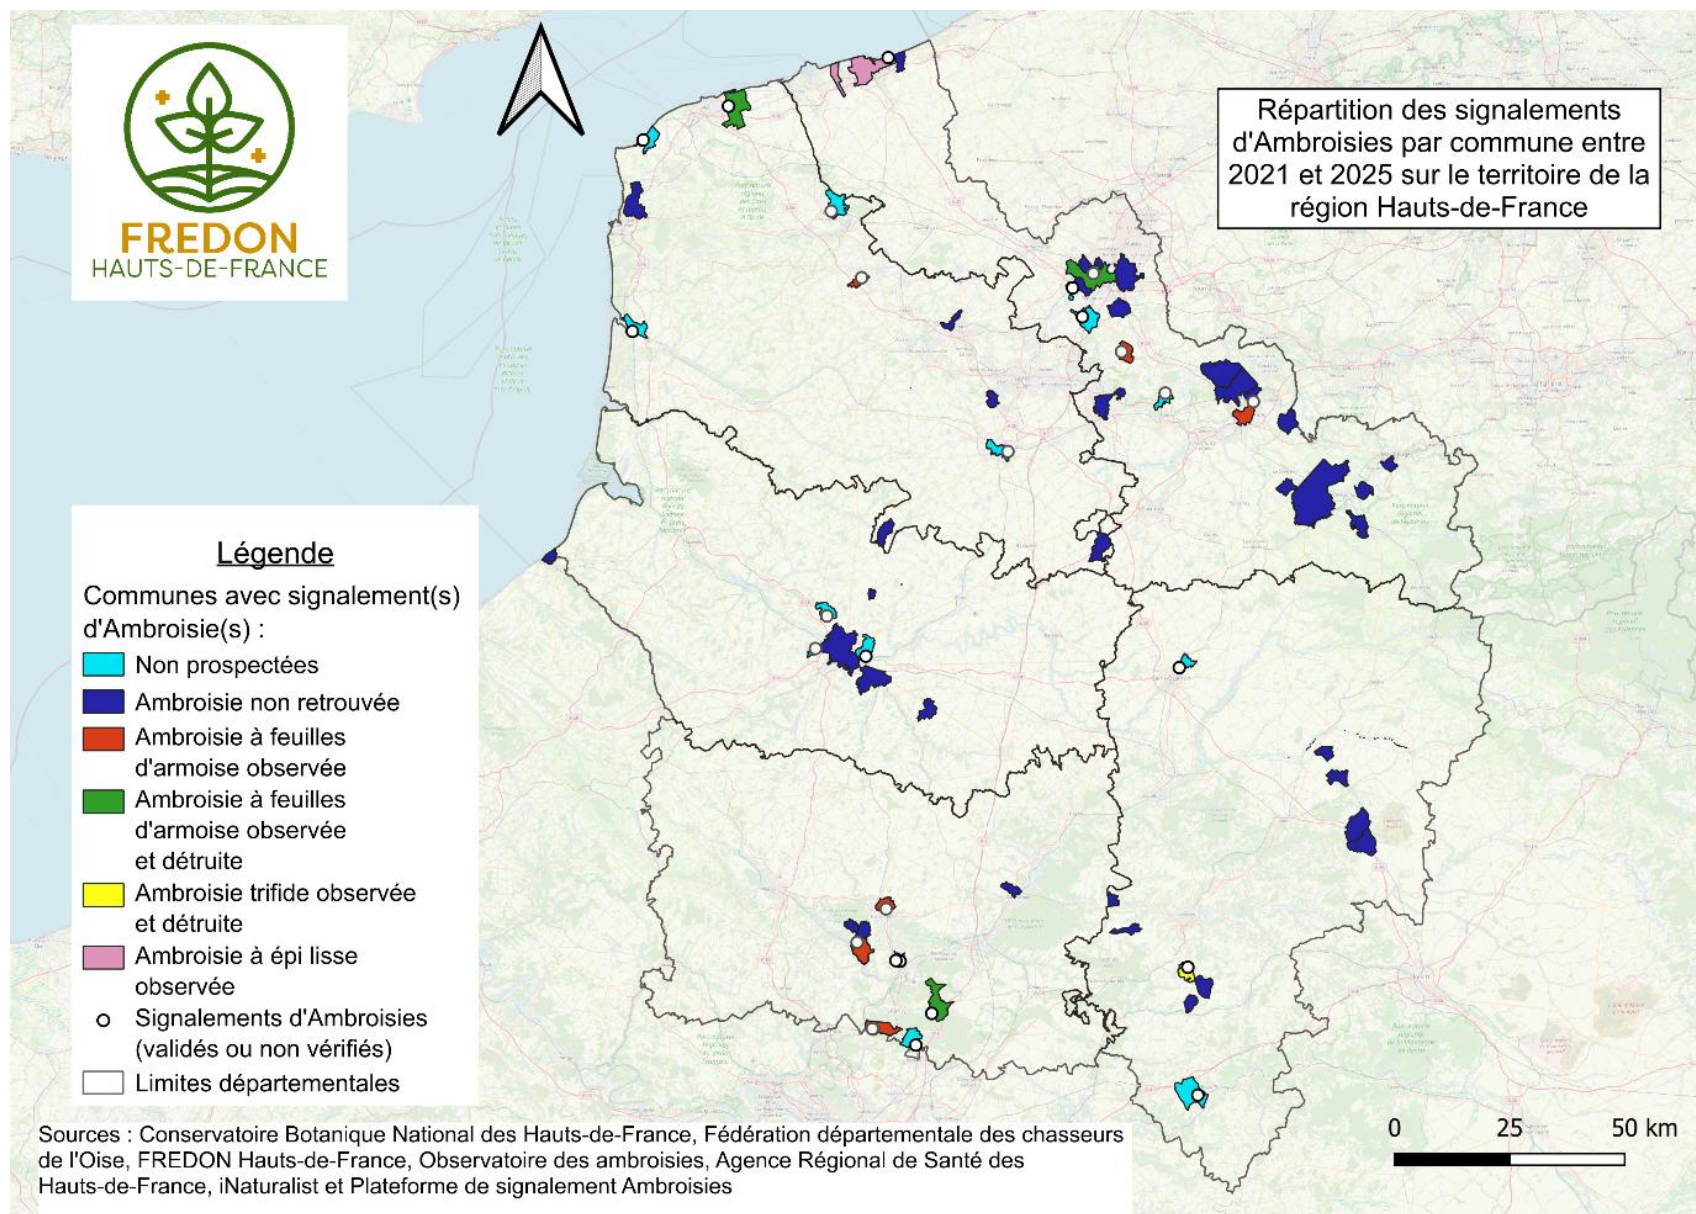 FREDON
HAUTS-DE-FRANCE
Répartition des signalements
d'Ambroisies par commune entre
2021 et 2025 sur le territoire de la
région Hauts-de-France
Légende
Communes avec signalement(s)
d'Ambroisie(s) :
Non prospectées
Ambroisie non retrouvée
Ambroisie à feuilles
d'armoise observée
Ambroisie à feuilles
d'armoise observée
et détruite
Ambroisie trifide observée
et détruite
Ambroisie à épi lisse
observée
Signalements d'Ambroisies
(validés ou non vérifiés)
Limites départementales
0 25 50 km
Sources : Conservatoire Botanique National des Hauts-de-France, Fédération départementale des chasseurs
de l'Oise, FREDON Hauts-de-France, Observatoire des ambroisies, Agence Régional de Santé des
Hauts-de-France, iNaturalist et Plateforme de signalement Ambroisies